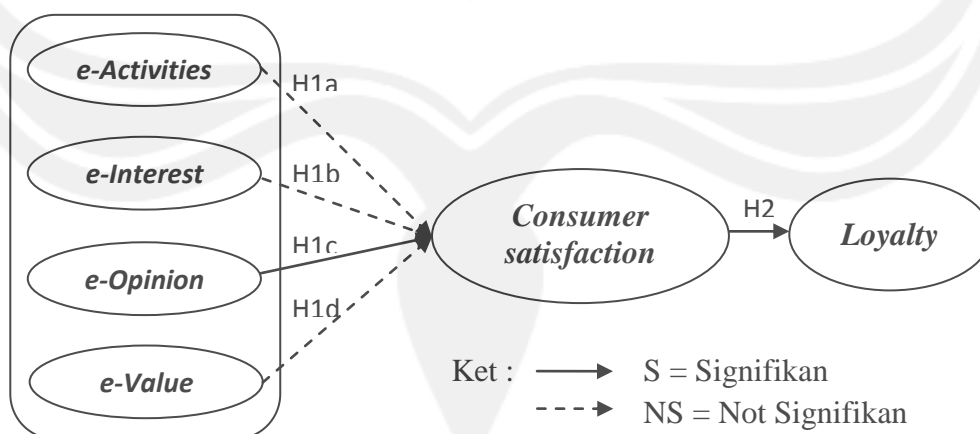 e-Activities
H1a
e-Interest
H1b
H1c
e-Opinion
H1d
e-Value
Consumer
satisfaction
H2
Loyalty
Ket :
S = Signifikan
NS = Not Signifikan